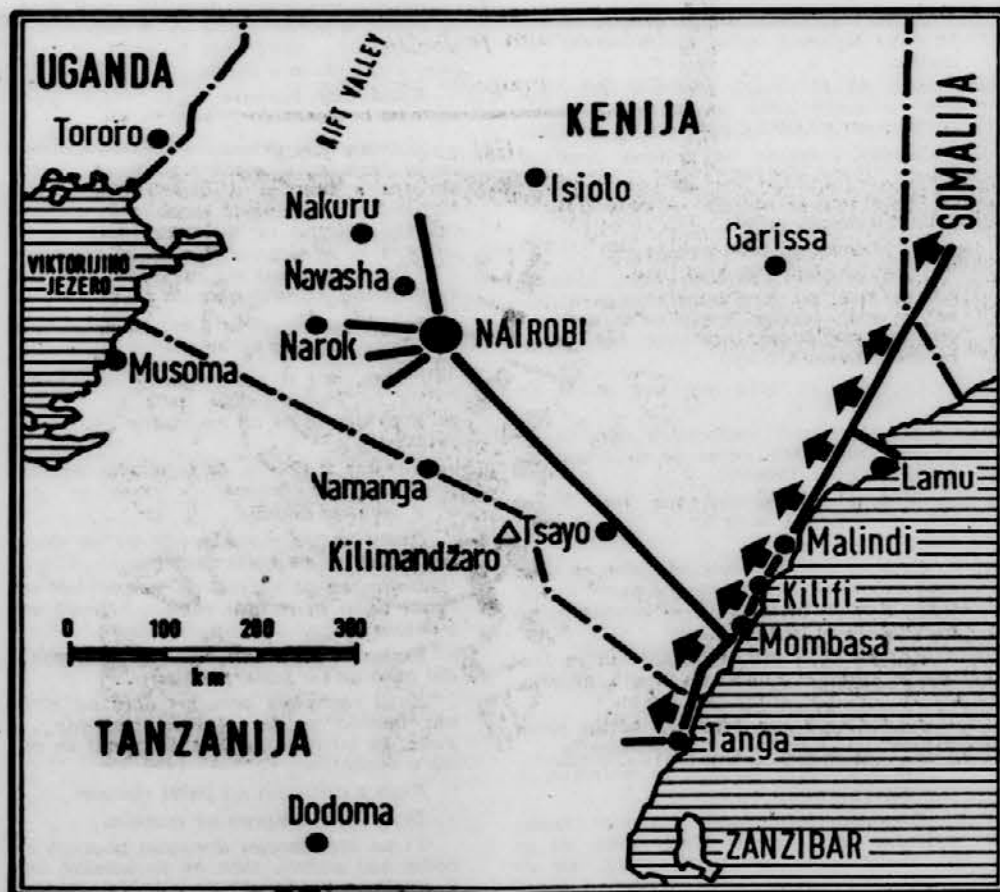 UGANDA
RIFT VALLEY
KENIJA
SOMALIJA
Tororo
Isiolo
Nakuru
Garissa
VIKTORIJINO
JEZERO
Navasha
NAIROBI
Narok
Musoma
Lamu
Vamanga
Tsayo
Kilimandžaro
Malindi
Kilifi
Mombasa
0 100 200 300
km
TANZANIJA
Tanga
Dodoma
ZANZIBAR